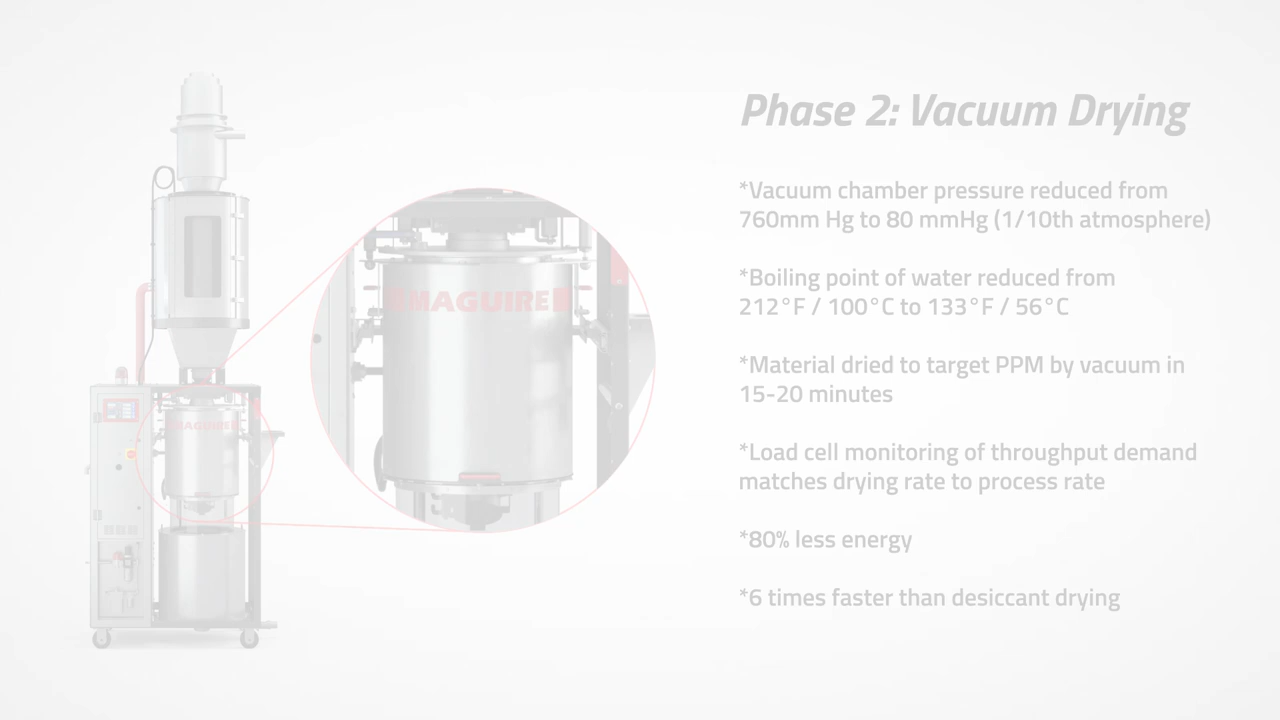 Phase 2: Vacuum Drying
*Vacuum chamber pressure reduced from
760mm Hg to 80 mmHg (1/10th atmosphere)
*Boiling point of water reduced from
212°F / 100°C to 133°F / 56°C
*Material dried to target PPM by vacuum in
15-20 minutes
*Load cell monitoring of throughput demand
matches drying rate to process rate
*80% less energy
*6 times faster than desiccant drying
MAGUIRE
MAGUIRE